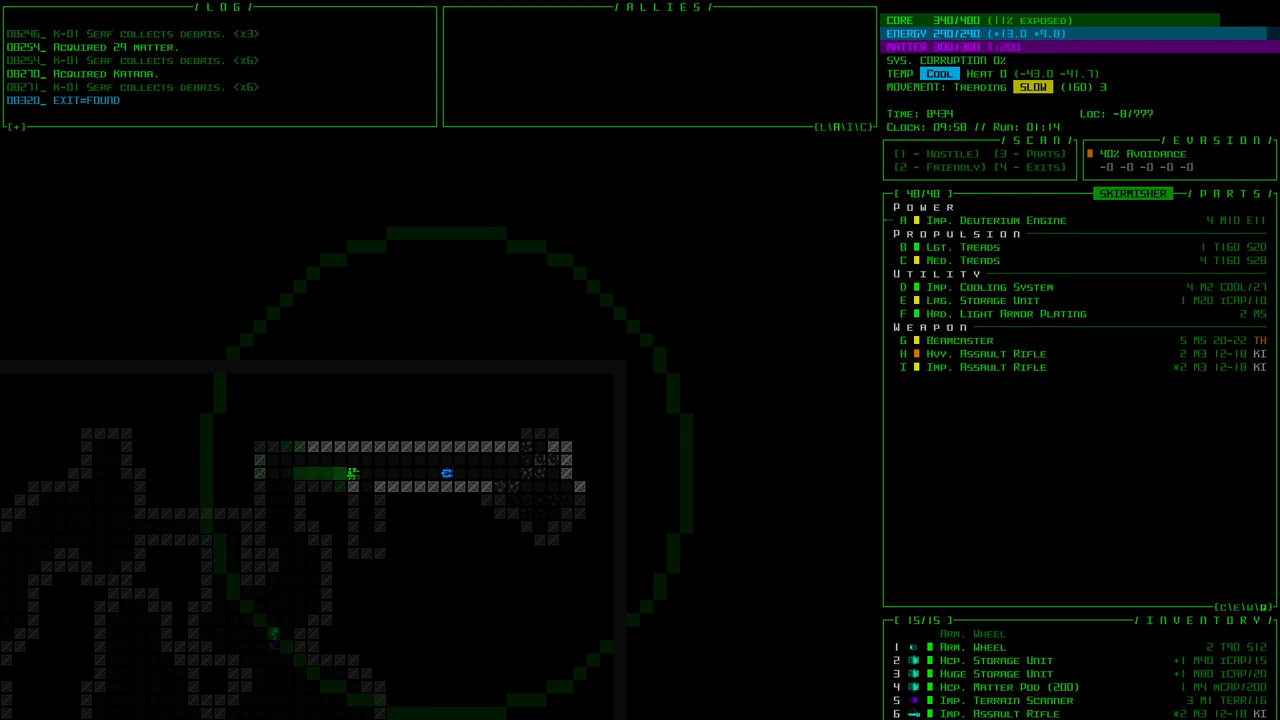 / L O G /
08246_ K-01 Serf collects debris. <x3>
08254_ Acquired 29 matter.
08254_ K-01 Serf collects debris. <x6>
08270_ Acquired Katana.
08271_ K-01 Serf collects debris. <x6>
08320_ EXIT=FOUND
[+]
/ A L L I E S /
(L\A\I\C)
CORE 340/400 (11% exposed)
ENERGY 290/290 (+13.0 +9.8)
MATTER 300/300 I:200
Sys. Corruption 0%
Temp Cool Heat 0 (-43.0 -41.7)
Movement: Treading SLOW (160) 3
Time: 8434 Loc: -8/???
Clock: 09:58 // Run: 01:14
/ S C A N /
[1 - Hostile] [3 - Parts]
[2 - Friendly] [4 - Exits]
/ E V A S I O N /
40% Avoidance
-0 -0 -0 -0 -0
[ 48/48 ] SKIRMISHER / P A R T S /
P o w e r
A Imp. Deuterium Engine 4 M10 E11
P r o p u l s i o n
B Lgt. Treads 1 T160 S20
C Med. Treads 4 T160 S28
U t i l i t y
D Imp. Cooling System 4 M2 COOL/27
E Lrg. Storage Unit 1 M20 iCAP/10
F Hrd. Light Armor Plating 2 M5
W e a p o n
G Beamcaster 5 M5 20-22 TH
H Hvy. Assault Rifle 2 M3 12-18 KI
I Imp. Assault Rifle *2 M3 12-18 KI
(C\E\W\Q)
[ 15/15 ] / I N V E N T O R Y /
Arm. Wheel
1 Arm. Wheel 2 T90 S12
2 Hcp. Storage Unit +1 M40 iCAP/15
3 Huge Storage Unit +1 M80 iCAP/20
4 Hcp. Matter Pod (200) 1 M4 mCAP/200
5 Imp. Terrain Scanner 3 M1 TERR/16
6 Imp. Assault Rifle *2 M3 12-18 KI